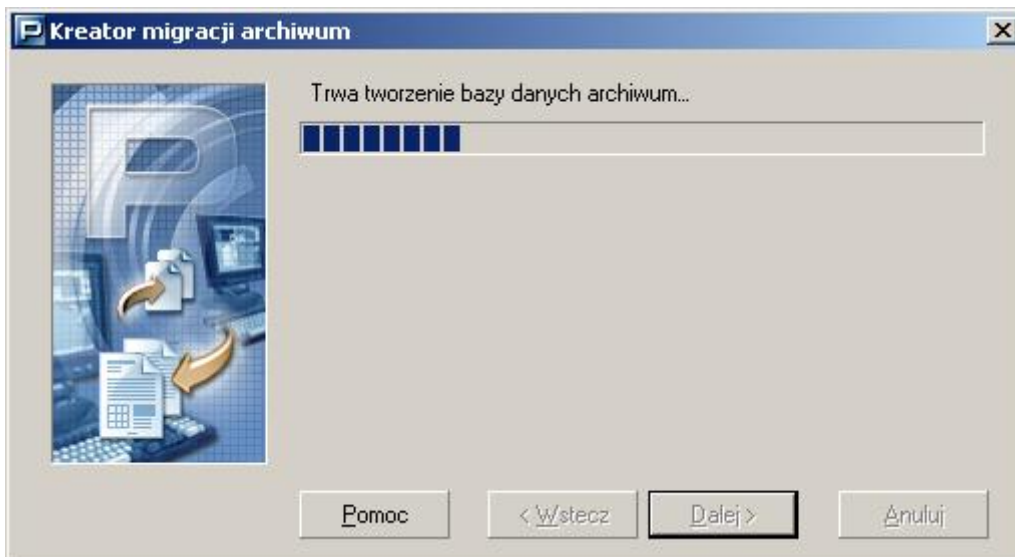 Kreator migracji archiwum
Trwa tworzenie bazy danych archiwum...
Pomoc
< Wstecz
Dalej >
Anuluj